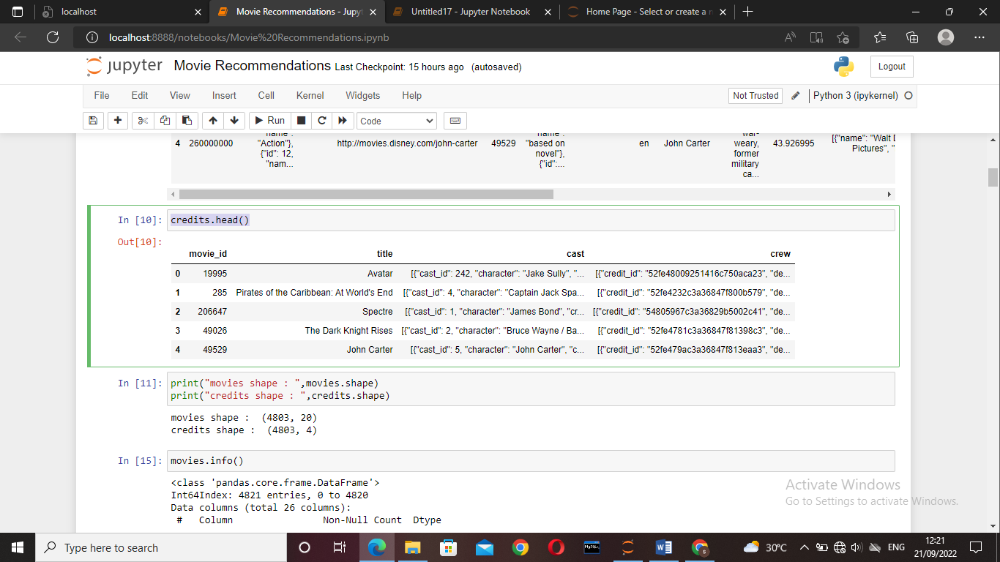 localhost
Movie Recommendations - Jupyt
Untitled17 - Jupyter Notebook
Home Page - Select or create a n
localhost:8888/notebooks/Movie%20Recommendations.ipynb
jupyter Movie Recommendations Last Checkpoint: 15 hours ago (autosaved)
Logout
File Edit View Insert Cell Kernel Widgets Help
Not Trusted Python 3 (ipykernel)
Run Code
"name":
"Action"},
{"id": 12,
"nam...
"name":
"based on
novel"},
{"id":...
war-
weary,
former
military
ca...
4 260000000 http://movies.disney.com/john-carter 49529 en John Carter 43.926995
[{"name": "Walt D
Pictures", "
In [10]: credits.head()
Out[10]:
movie_id title cast crew
0 19995 Avatar [{"cast_id": 242, "character": "Jake Sully", "... [{"credit_id": "52fe48009251416c750aca23", "de...
1 285 Pirates of the Caribbean: At World's End [{"cast_id": 4, "character": "Captain Jack Spa... [{"credit_id": "52fe4232c3a36847f800b579", "de...
2 206647 Spectre [{"cast_id": 1, "character": "James Bond", "cr... [{"credit_id": "54805967c3a36829b5002c41", "de...
3 49026 The Dark Knight Rises [{"cast_id": 2, "character": "Bruce Wayne / Ba... [{"credit_id": "52fe4781c3a36847f81398c3", "de...
4 49529 John Carter [{"cast_id": 5, "character": "John Carter", "c... [{"credit_id": "52fe479ac3a36847f813eaa3", "de...
In [11]: print("movies shape : ",movies.shape)
print("credits shape : ",credits.shape)
movies shape :  (4803, 20)
credits shape :  (4803, 4)
In [15]: movies.info()
<class 'pandas.core.frame.DataFrame'>
Int64Index: 4821 entries, 0 to 4820
Data columns (total 26 columns):
#   Column   Non-Null Count  Dtype
Activate Windows
Go to Settings to activate Windows.
Type here to search
MySQL
S
30°C
ENG
12:21
21/09/2022